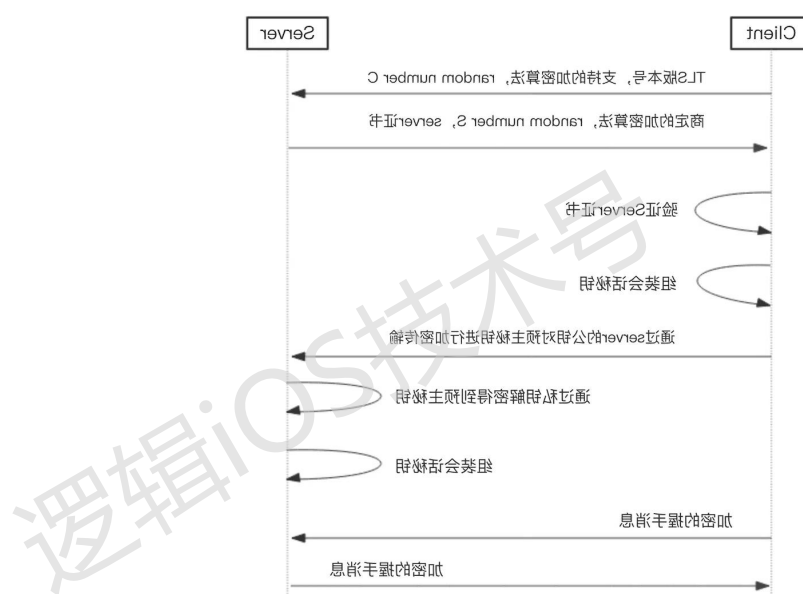 Client
Server
TLS版本号，支持的加密算法，random number C
商定的加密算法，random number S，server证书
验证Server证书
组装会话秘钥
通过server的公钥对预主秘钥进行加密传输
通过私钥解密得到预主秘钥
组装会话秘钥
加密的握手消息
加密的握手消息
逻辑iOS技术号